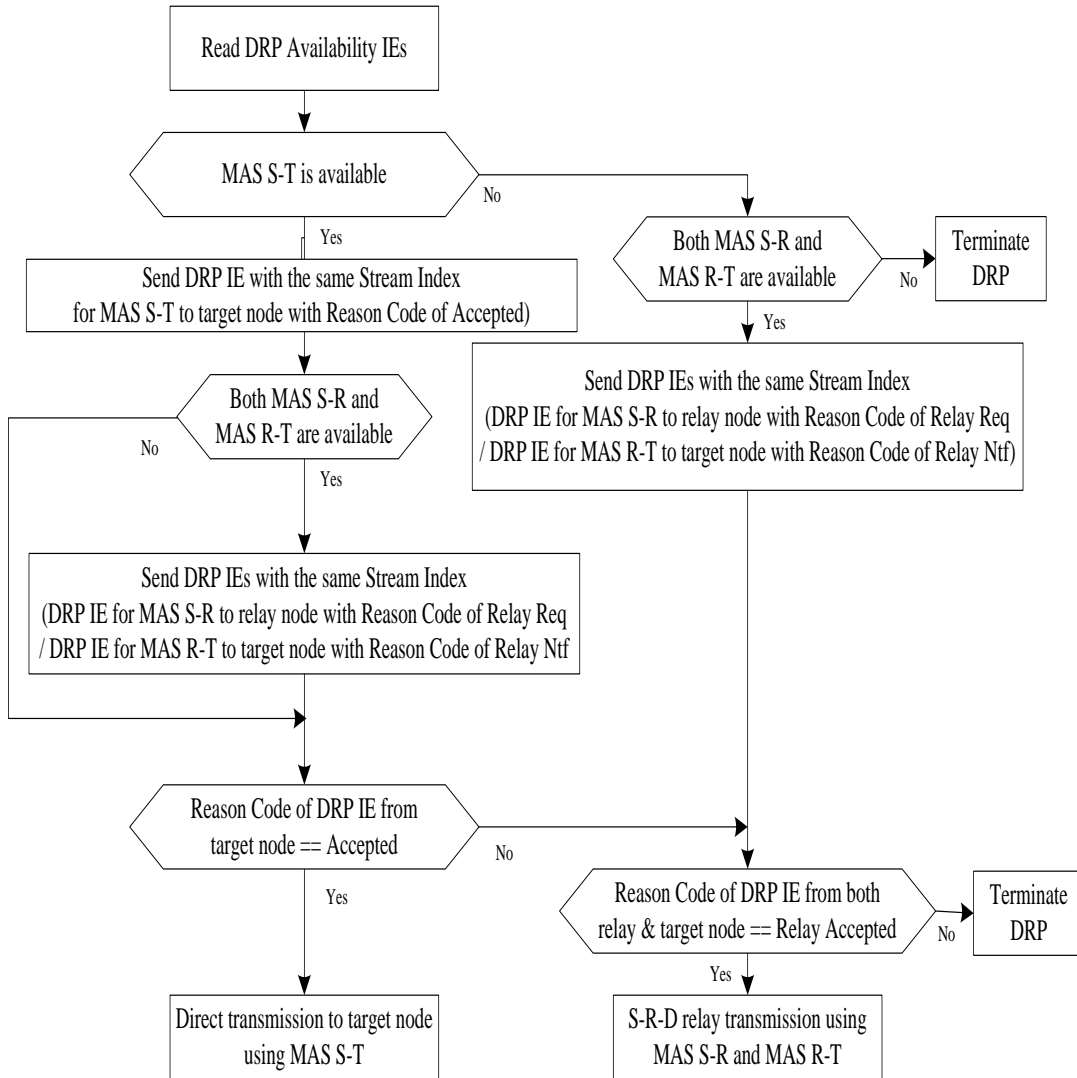 Read DRP Availability IEs
MAS S-T is available
No
Yes
Both MAS S-R and
MAS R-T are available
No
Terminate
DRP
Send DRP IE with the same Stream Index
for MAS S-T to target node with Reason Code of Accepted)
Yes
Both MAS S-R and
MAS R-T are available
No
Yes
Send DRP IEs with the same Stream Index
(DRP IE for MAS S-R to relay node with Reason Code of Relay Req
/ DRP IE for MAS R-T to target node with Reason Code of Relay Ntf)
Send DRP IEs with the same Stream Index
(DRP IE for MAS S-R to relay node with Reason Code of Relay Req
/ DRP IE for MAS R-T to target node with Reason Code of Relay Ntf
Reason Code of DRP IE from
target node == Accepted
No
Yes
Reason Code of DRP IE from both
relay & target node == Relay Accepted
No
Terminate
DRP
Yes
Direct transmission to target node
using MAS S-T
S-R-D relay transmission using
MAS S-R and MAS R-T